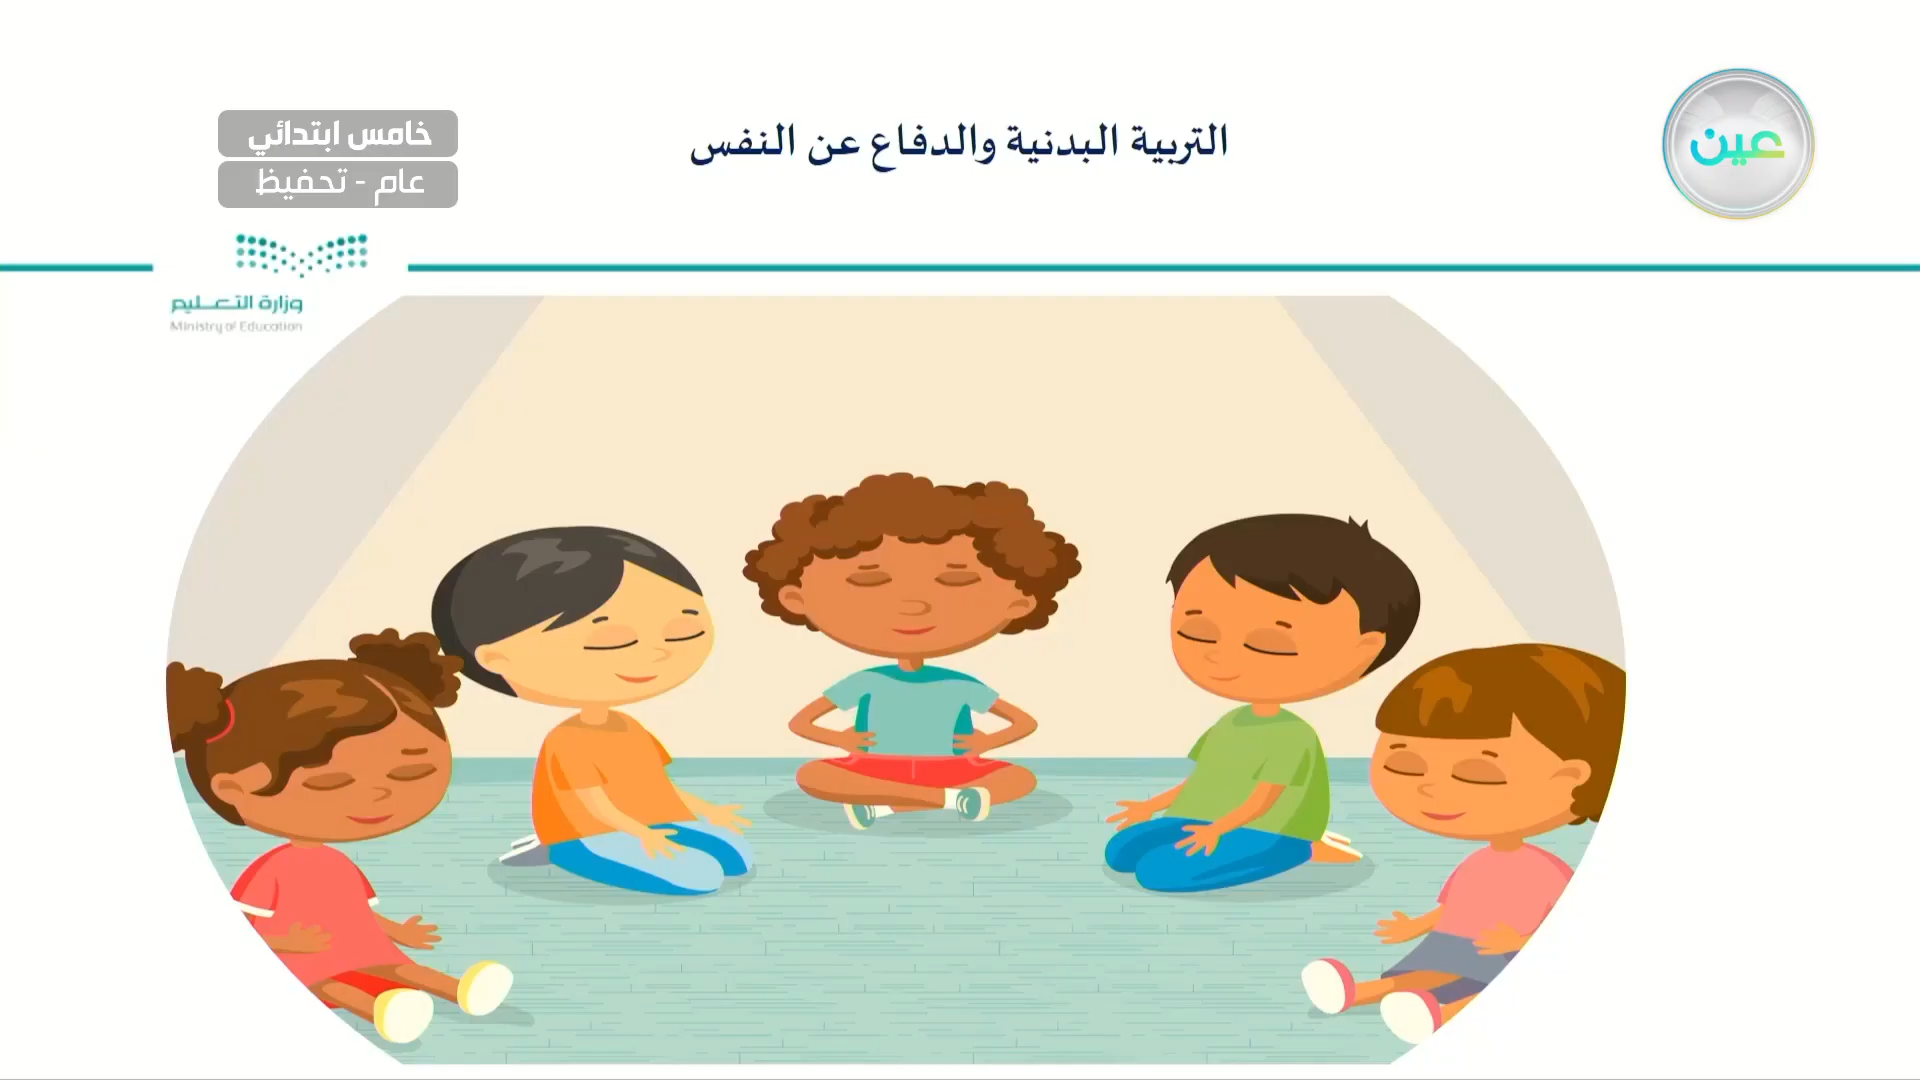 عين
التربية البدنية والدفاع عن النفس
خامس ابتدائي
عام - تحفيظ
وزارة التعليم
Ministry of Education